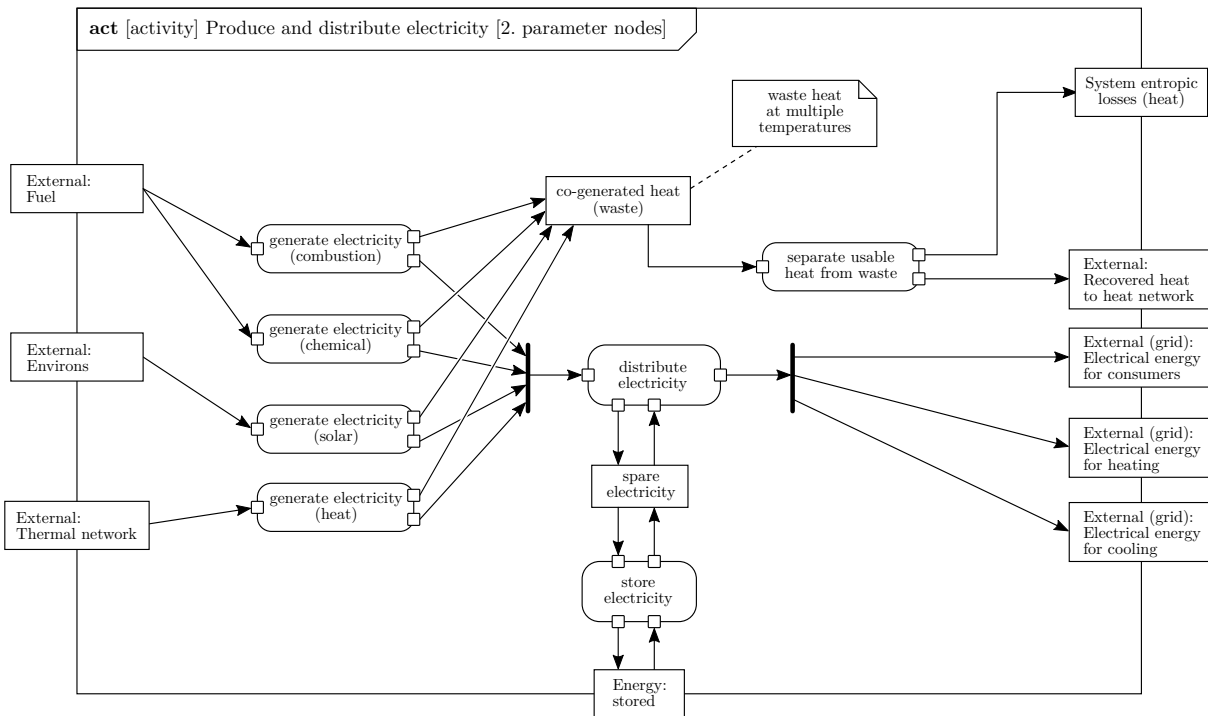 act [activity] Produce and distribute electricity [2. parameter nodes]
waste heat
at multiple
temperatures
System entropic
losses (heat)
External:
Fuel
co-generated heat
(waste)
generate electricity
(combustion)
separate usable
heat from waste
External:
Recovered heat
to heat network
generate electricity
(chemical)
External:
Environs
External (grid):
Electrical energy
for consumers
distribute
electricity
generate electricity
(solar)
External (grid):
Electrical energy
for heating
spare
electricity
generate electricity
(heat)
External:
Thermal network
External (grid):
Electrical energy
for cooling
store
electricity
Energy:
stored